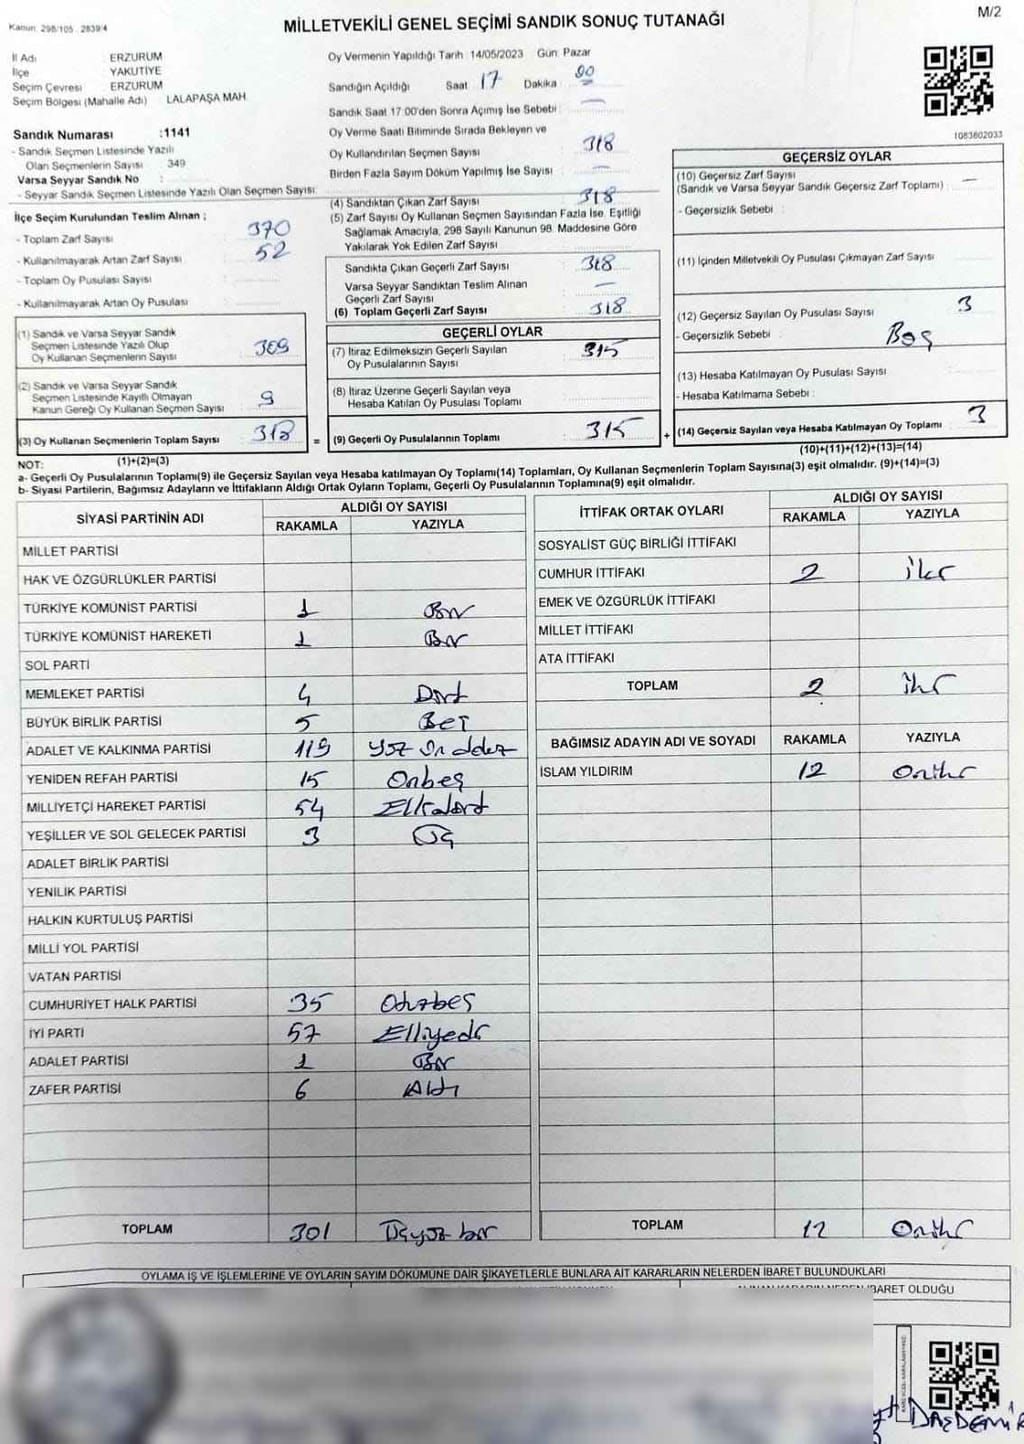 Kanun: 298/105 2839/4
MİLLETVEKİLİ GENEL SEÇİMİ SANDIK SONUÇ TUTANAĞI
M/2
İl Adı ERZURUM
İlçe YAKUTİYE
Seçim Çevresi ERZURUM
Seçim Bölgesi (Mahalle Adı) LALAPAŞA MAH
Sandık Numarası :1141
- Sandık Seçmen Listesinde Yazılı
Olan Seçmenlerin Sayısı 349
Varsa Seyyar Sandık No :
- Seyyar Sandık Seçmen Listesinde Yazılı Olan Seçmen Sayısı:
Oy Vermenin Yapıldığı Tarih 14/05/2023 Gün: Pazar
Sandığın Açıldığı Saat 17 Dakika : 00
Sandık Saat 17:00'den Sonra Açımış İse Sebebi : —
Oy Verme Saati Bitiminde Sırada Bekleyen ve
Oy Kullandırılan Seçmen Sayısı 318
Birden Fazla Sayım Döküm Yapılmış İse Sayısı : —
1083602033
İlçe Seçim Kurulundan Teslim Alınan ;
- Toplam Zarf Sayısı 370
- Kullanılmayarak Artan Zarf Sayısı 52
- Toplam Oy Pusulası Sayısı
- Kullanılmayarak Artan Oy Pusulası
(4) Sandıktan Çıkan Zarf Sayısı 318
(5) Zarf Sayısı Oy Kullanan Seçmen Sayısından Fazla İse, Eşitliği
Sağlamak Amacıyla, 298 Sayılı Kanunun 98. Maddesine Göre
Yakılarak Yok Edilen Zarf Sayısı
Sandıkta Çıkan Geçerli Zarf Sayısı 318
Varsa Seyyar Sandıktan Teslim Alınan
Geçerli Zarf Sayısı —
(6) Toplam Geçerli Zarf Sayısı 318
GEÇERSİZ OYLAR
(10) Geçersiz Zarf Sayısı
(Sandık ve Varsa Seyyar Sandık Geçersiz Zarf Toplamı) : —
- Geçersizlik Sebebi :
(11) İçinden Milletvekili Oy Pusulası Çıkmayan Zarf Sayısı
(12) Geçersiz Sayılan Oy Pusulası Sayısı 3
- Geçersizlik Sebebi : Boş
(13) Hesaba Katılmayan Oy Pusulası Sayısı
- Hesaba Katılmama Sebebi :
(14) Geçersiz Sayılan veya Hesaba Katılmayan Oy Toplamı 3
(10)+(11)+(12)+(13)=(14)
(1) Sandık ve Varsa Seyyar Sandık
Seçmen Listesinde Yazılı Olup
Oy Kullanan Seçmenlerin Sayısı 309
(2) Sandık ve Varsa Seyyar Sandık
Seçmen Listesinde Kayıtlı Olmayan
Kanun Gereği Oy Kullanan Seçmen Sayısı 9
(3) Oy Kullanan Seçmenlerin Toplam Sayısı 318 =
(1)+(2)=(3)
GEÇERLİ OYLAR
(7) İtiraz Edilmeksizin Geçerli Sayılan
Oy Pusulalarının Sayısı 315
(8) İtiraz Üzerine Geçerli Sayılan veya
Hesaba Katılan Oy Pusulası Toplamı
(9) Geçerli Oy Pusulalarının Toplamı 315 +
NOT:
a- Geçerli Oy Pusulalarının Toplamı(9) ile Geçersiz Sayılan veya Hesaba katılmayan Oy Toplamı(14) Toplamları, Oy Kullanan Seçmenlerin Toplam Sayısına(3) eşit olmalıdır. (9)+(14)=(3)
b- Siyasi Partilerin, Bağımsız Adayların ve İttifakların Aldığı Ortak Oyların Toplamı, Geçerli Oy Pusulalarının Toplamına(9) eşit olmalıdır.
SİYASİ PARTİNİN ADI ALDIĞI OY SAYISI
RAKAMLA YAZIYLA
MİLLET PARTİSİ
HAK VE ÖZGÜRLÜKLER PARTİSİ
TÜRKİYE KOMÜNİST PARTİSİ 1 Bir
TÜRKİYE KOMÜNİST HAREKETİ 1 Bir
SOL PARTİ
MEMLEKET PARTİSİ 4 Dört
BÜYÜK BİRLİK PARTİSİ 5 Beş
ADALET VE KALKINMA PARTİSİ 119 Yüz On dokuz
YENİDEN REFAH PARTİSİ 15 Onbeş
MİLLİYETÇİ HAREKET PARTİSİ 54 Ellidört
YEŞİLLER VE SOL GELECEK PARTİSİ 3 Üç
ADALET BİRLİK PARTİSİ
YENİLİK PARTİSİ
HALKIN KURTULUŞ PARTİSİ
MİLLİ YOL PARTİSİ
VATAN PARTİSİ
CUMHURİYET HALK PARTİSİ 35 Otuzbeş
İYİ PARTİ 57 Elliyedi
ADALET PARTİSİ 1 Bir
ZAFER PARTİSİ 6 Altı
TOPLAM 301 Üçyüz bir
İTTİFAK ORTAK OYLARI ALDIĞI OY SAYISI
RAKAMLA YAZIYLA
SOSYALİST GÜÇ BİRLİĞİ İTTİFAKI
CUMHUR İTTİFAKI 2 İki
EMEK VE ÖZGÜRLÜK İTTİFAKI
MİLLET İTTİFAKI
ATA İTTİFAKI
TOPLAM 2 iki
BAĞIMSIZ ADAYIN ADI VE SOYADI RAKAMLA YAZIYLA
İSLAM YILDIRIM 12 Oniki
TOPLAM 12 Oniki
OYLAMA İŞ VE İŞLEMLERİNE VE OYLARIN SAYIM DÖKÜMÜNE DAİR ŞİKAYETLERLE BUNLARA AİT KARARLARIN NELERDEN İBARET BULUNDUKLARI
İBARET OLDUĞU
DAŞDEMİR